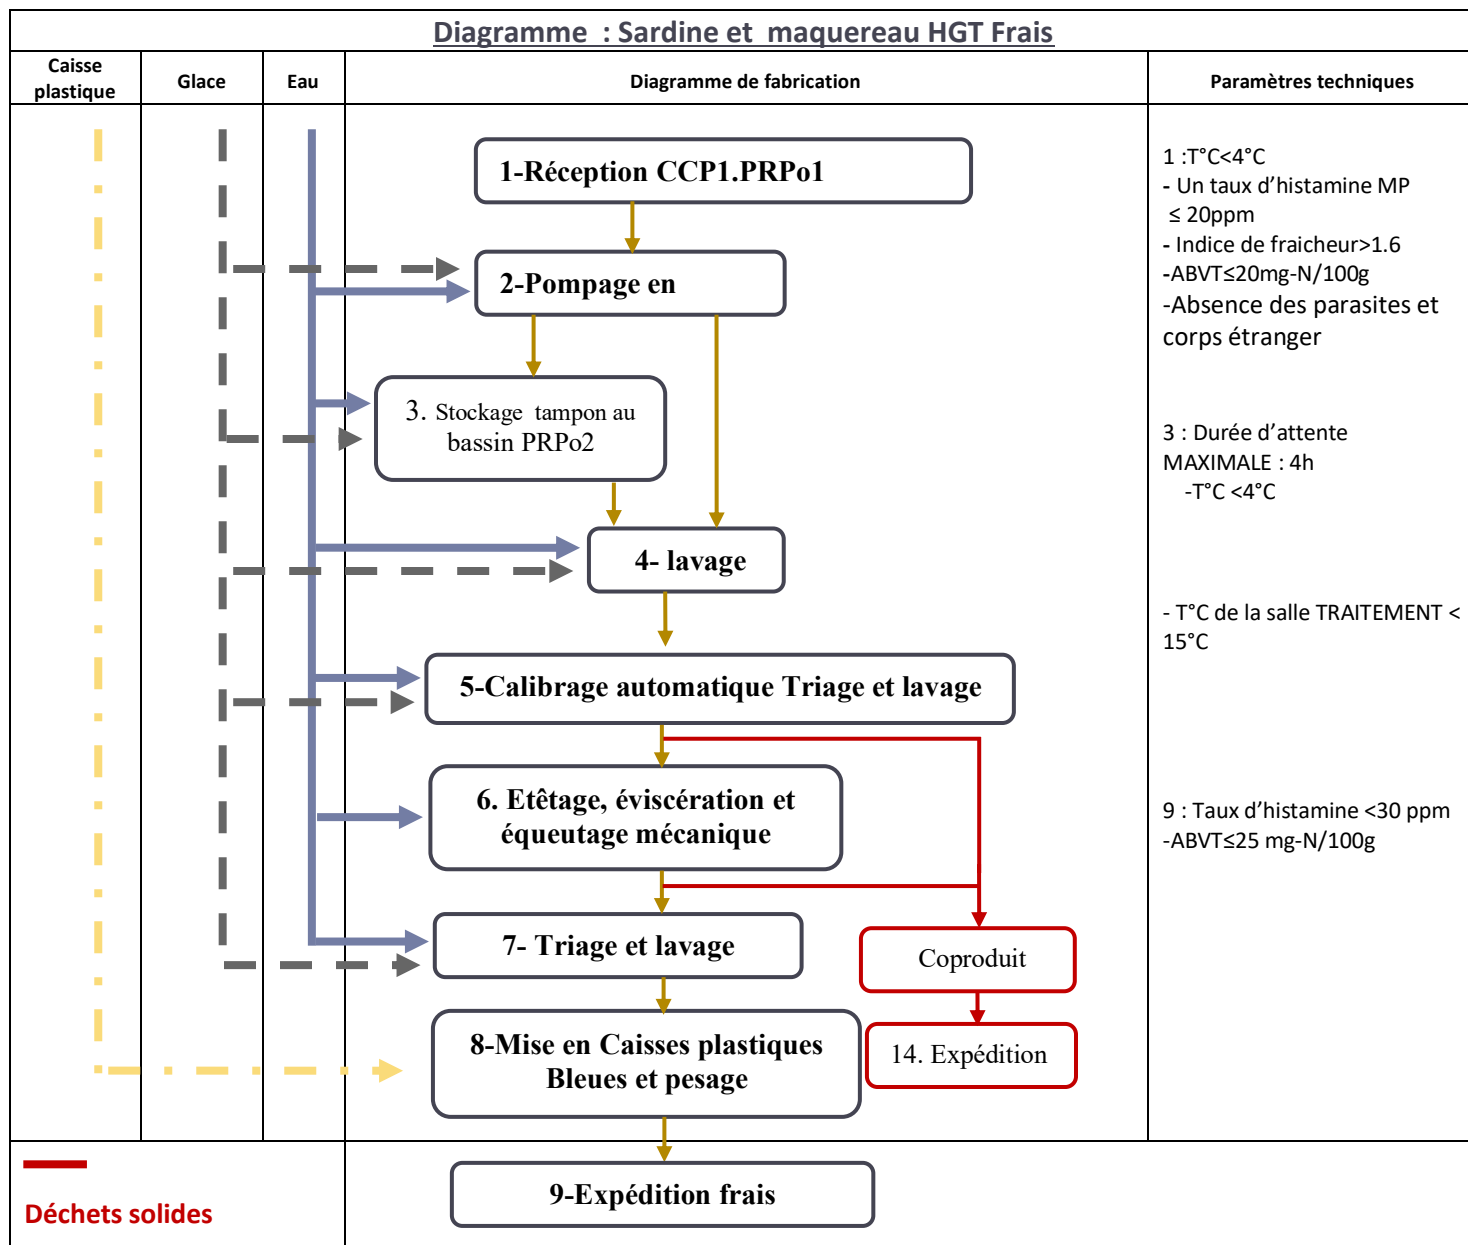 Diagramme : Sardine et maquereau HGT Frais
Caisse
plastique
Glace
Eau
Diagramme de fabrication
Paramètres techniques
1-Réception CCP1.PRPo1
2-Pompage en
3. Stockage tampon au
bassin PRPo2
4- lavage
5-Calibrage automatique Triage et lavage
6. Etêtage, éviscération et
équeutage mécanique
7- Triage et lavage
Coproduit
8-Mise en Caisses plastiques
Bleues et pesage
14. Expédition
9-Expédition frais
1 :T°C<4°C
- Un taux d’histamine MP
≤ 20ppm
- Indice de fraicheur>1.6
-ABVT≤20mg-N/100g
-Absence des parasites et
corps étranger
3 : Durée d’attente
MAXIMALE : 4h
-T°C <4°C
- T°C de la salle TRAITEMENT <
15°C
9 : Taux d’histamine <30 ppm
-ABVT≤25 mg-N/100g
Déchets solides